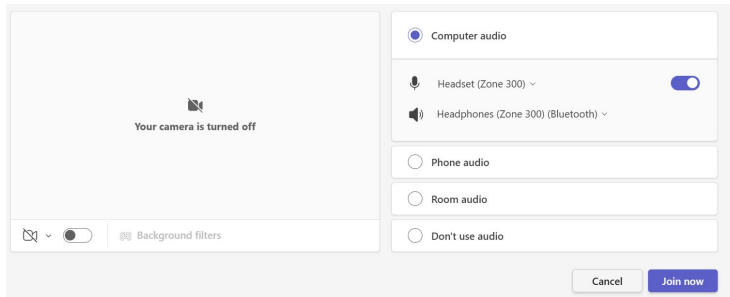 Your camera is turned off
Background filters
Computer audio
Headset (Zone 300)
Headphones (Zone 300) (Bluetooth)
Phone audio
Room audio
Don't use audio
Cancel
Join now